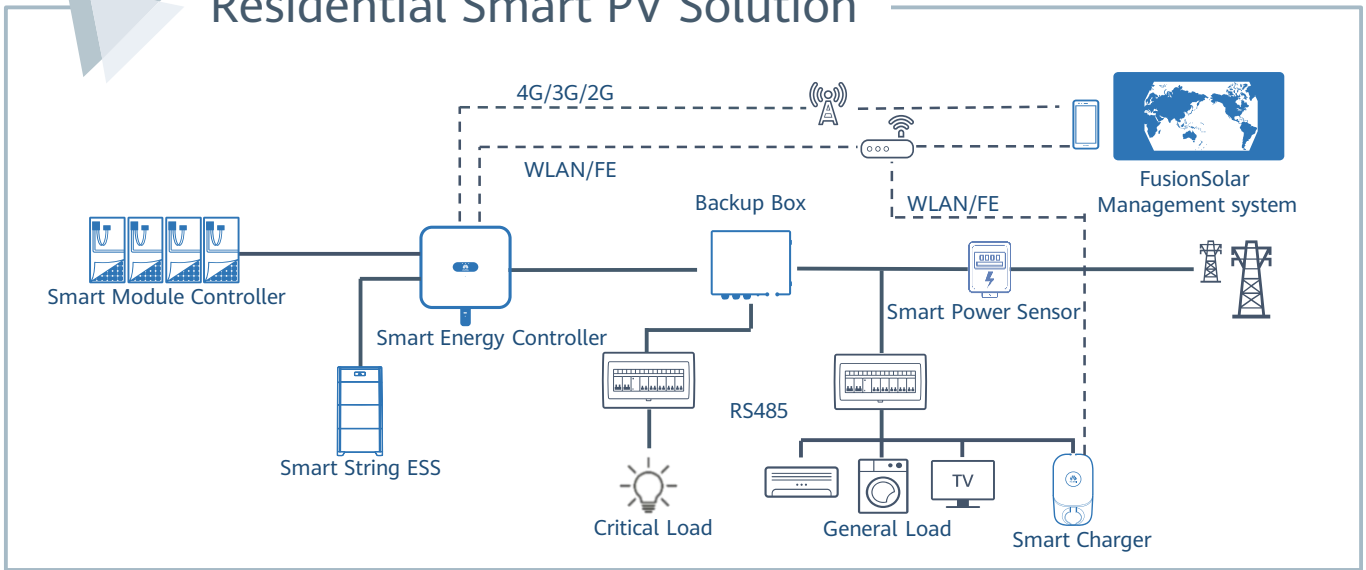 Residential Smart PV Solution
4G/3G/2G
WLAN/FE
FusionSolar
Management system
Backup Box
WLAN/FE
Smart Module Controller
Smart Energy Controller
Smart Power Sensor
RS485
Smart String ESS
TV
Critical Load
General Load
Smart Charger